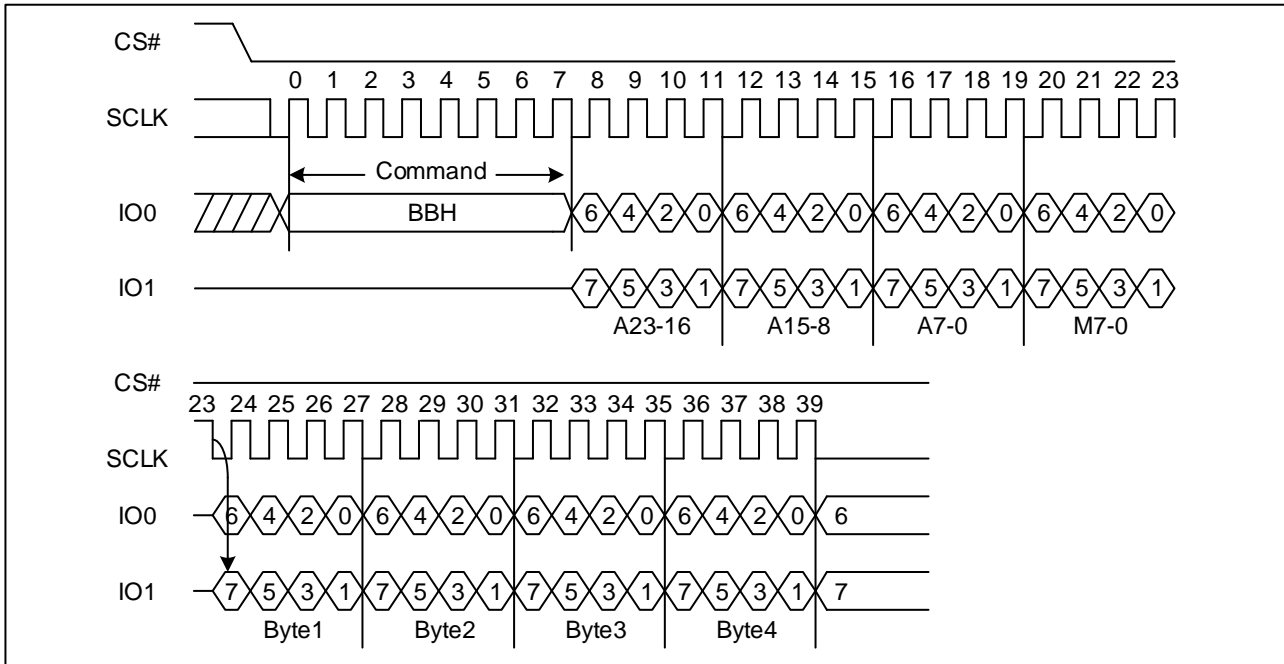 CS#
0 1 2 3 4 5 6 7 8 9 10 11 12 13 14 15 16 17 18 19 20 21 22 23
SCLK
Command
IO0 BBH 6 4 2 0 6 4 2 0 6 4 2 0 6 4 2 0
IO1 7 5 3 1 7 5 3 1 7 5 3 1 7 5 3 1
A23-16 A15-8 A7-0 M7-0
CS#
23 24 25 26 27 28 29 30 31 32 33 34 35 36 37 38 39
SCLK
IO0 6 4 2 0 6 4 2 0 6 4 2 0 6 4 2 0 6
IO1 7 5 3 1 7 5 3 1 7 5 3 1 7 5 3 1 7
Byte1 Byte2 Byte3 Byte4